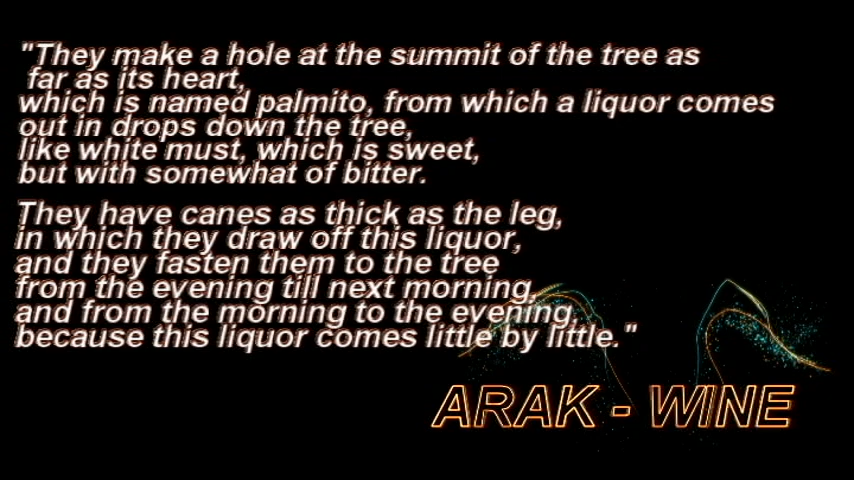 "They make a hole at the summit of the tree as
far as its heart,
which is named palmito, from which a liquor comes
out in drops down the tree,
like white must, which is sweet,
but with somewhat of bitter.
They have canes as thick as the leg,
in which they draw off this liquor,
and they fasten them to the tree
from the evening till next morning,
and from the morning to the evening,
because this liquor comes little by little."
ARAK - WINE